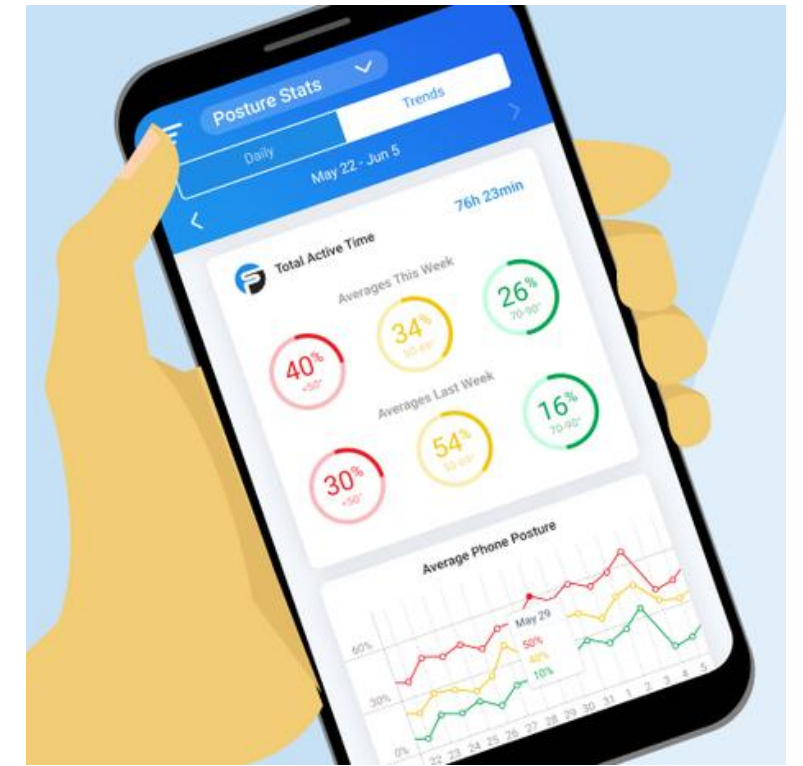 Posture Stats
Daily Trends
May 22 - Jun 5
Total Active Time 76h 23min
Averages This Week
40% 34% 26%
<50° 50-69° 70-90°
Averages Last Week
30% 54% 16%
<50° 50-69° 70-90°
Average Phone Posture
60%
30%
0%
May 29
50%
40%
10%
22 23 24 25 26 27 28 29 30 31 1 2 3 4 5